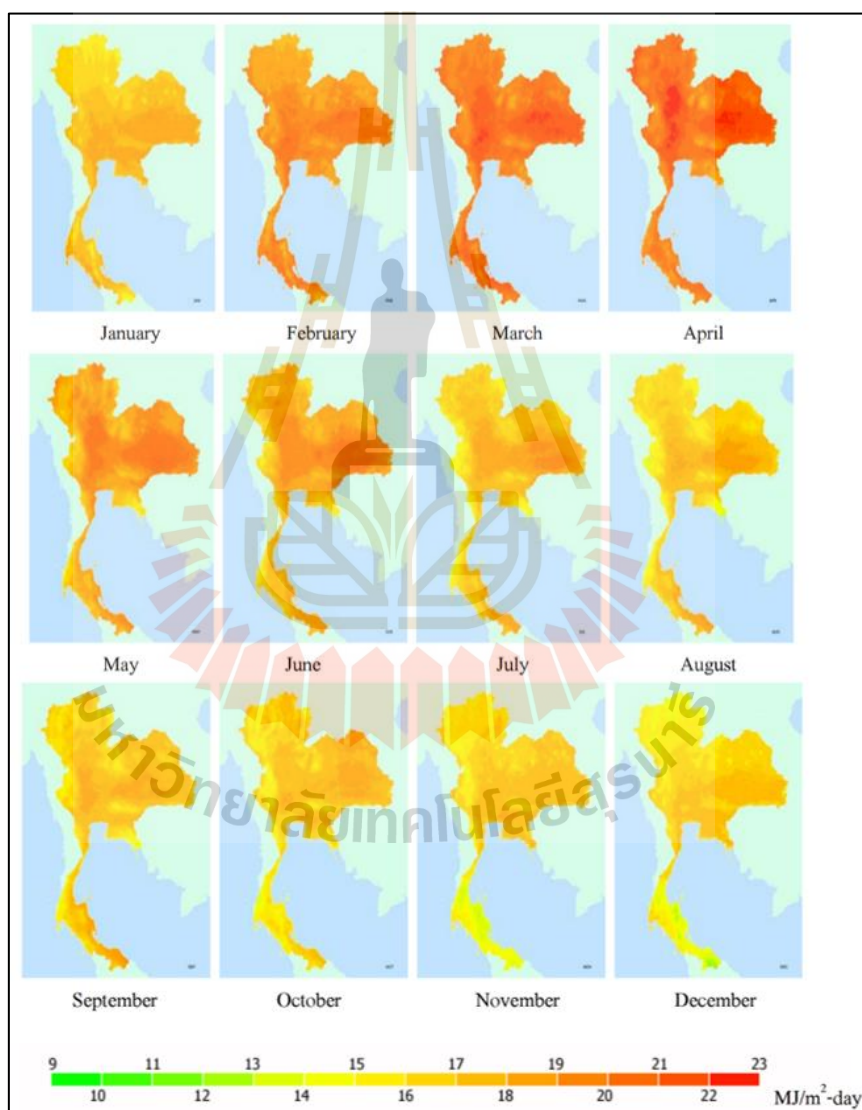 January February March April
May June July August
มหาวิทยาลัยเทคโนโลยีสุรนารี
September October November December
9 11 13 15 17 19 21 23
10 12 14 16 18 20 22 MJ/m²-day